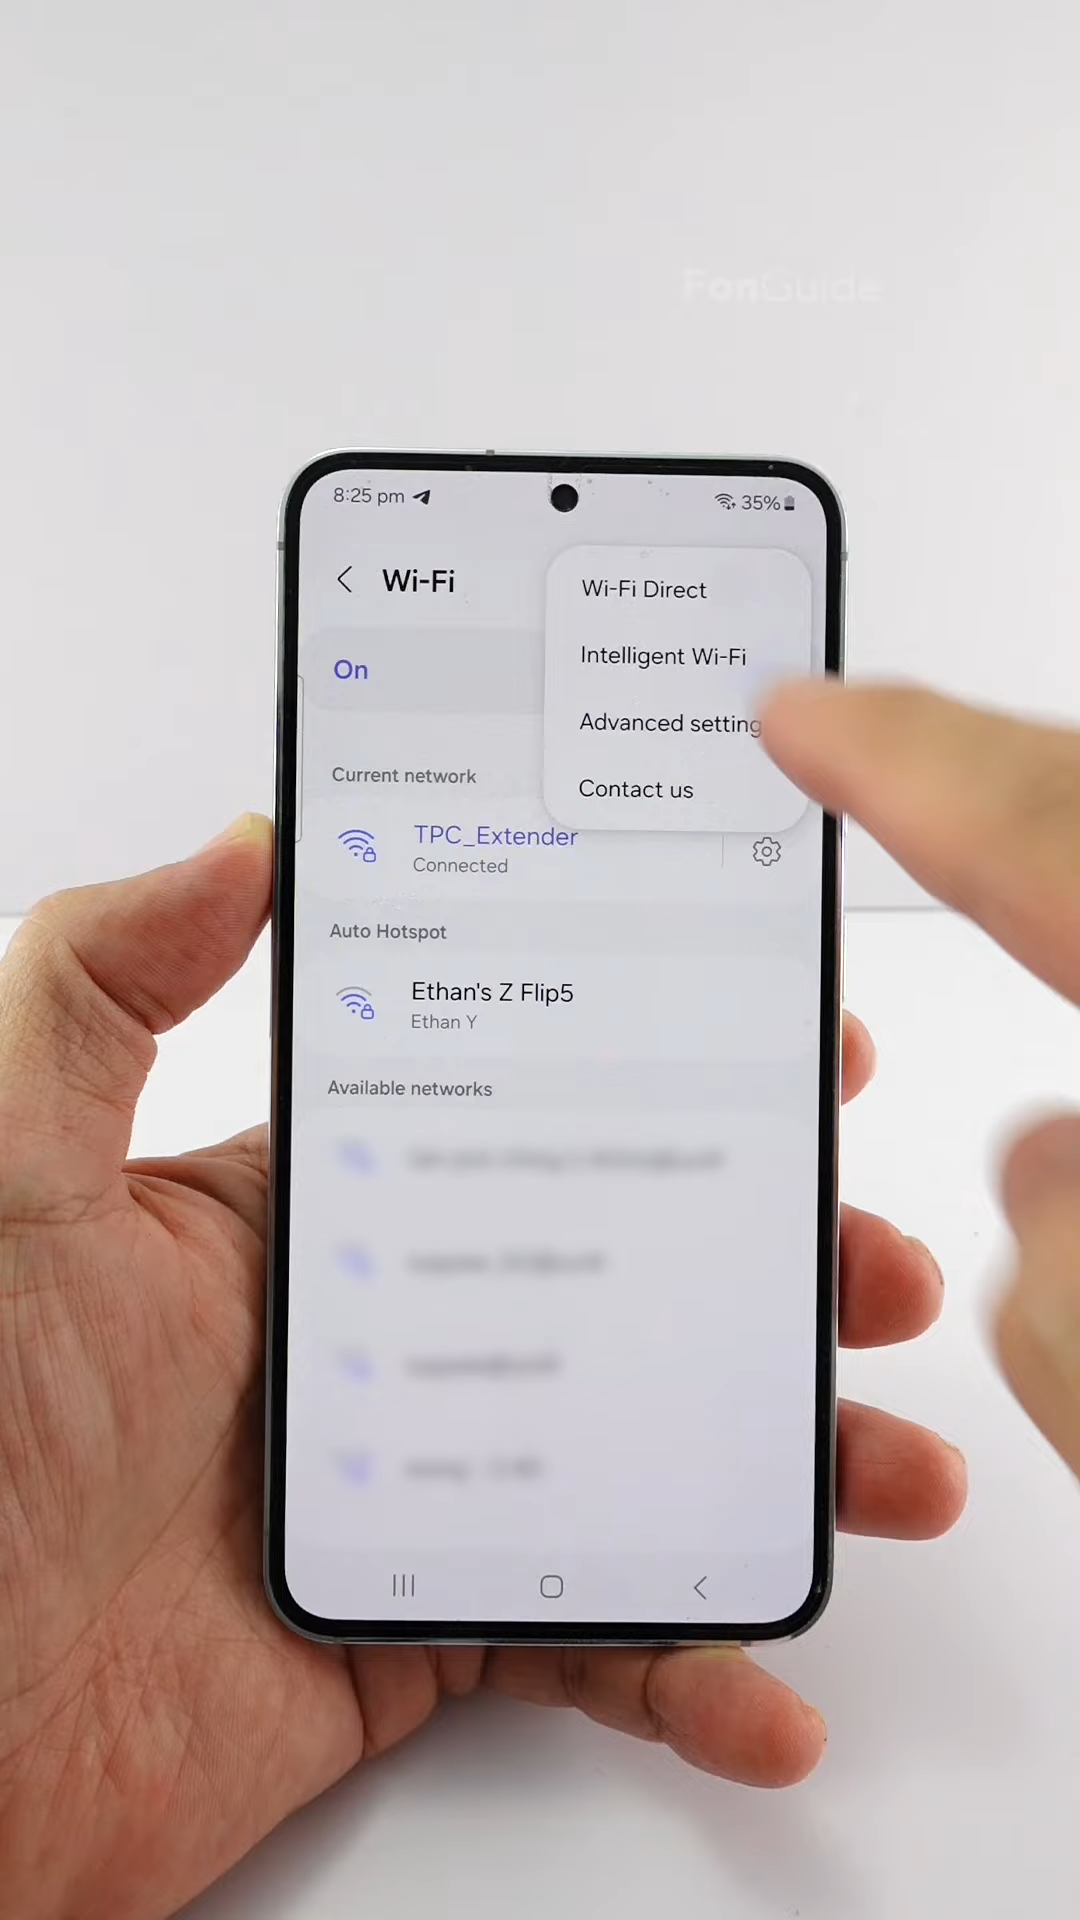 FonGuide
8:25 pm
35%
Wi-Fi
Wi-Fi Direct
Intelligent Wi-Fi
Advanced setting
Contact us
On
Current network
TPC_Extender
Connected
Auto Hotspot
Ethan's Z Flip5
Ethan Y
Available networks